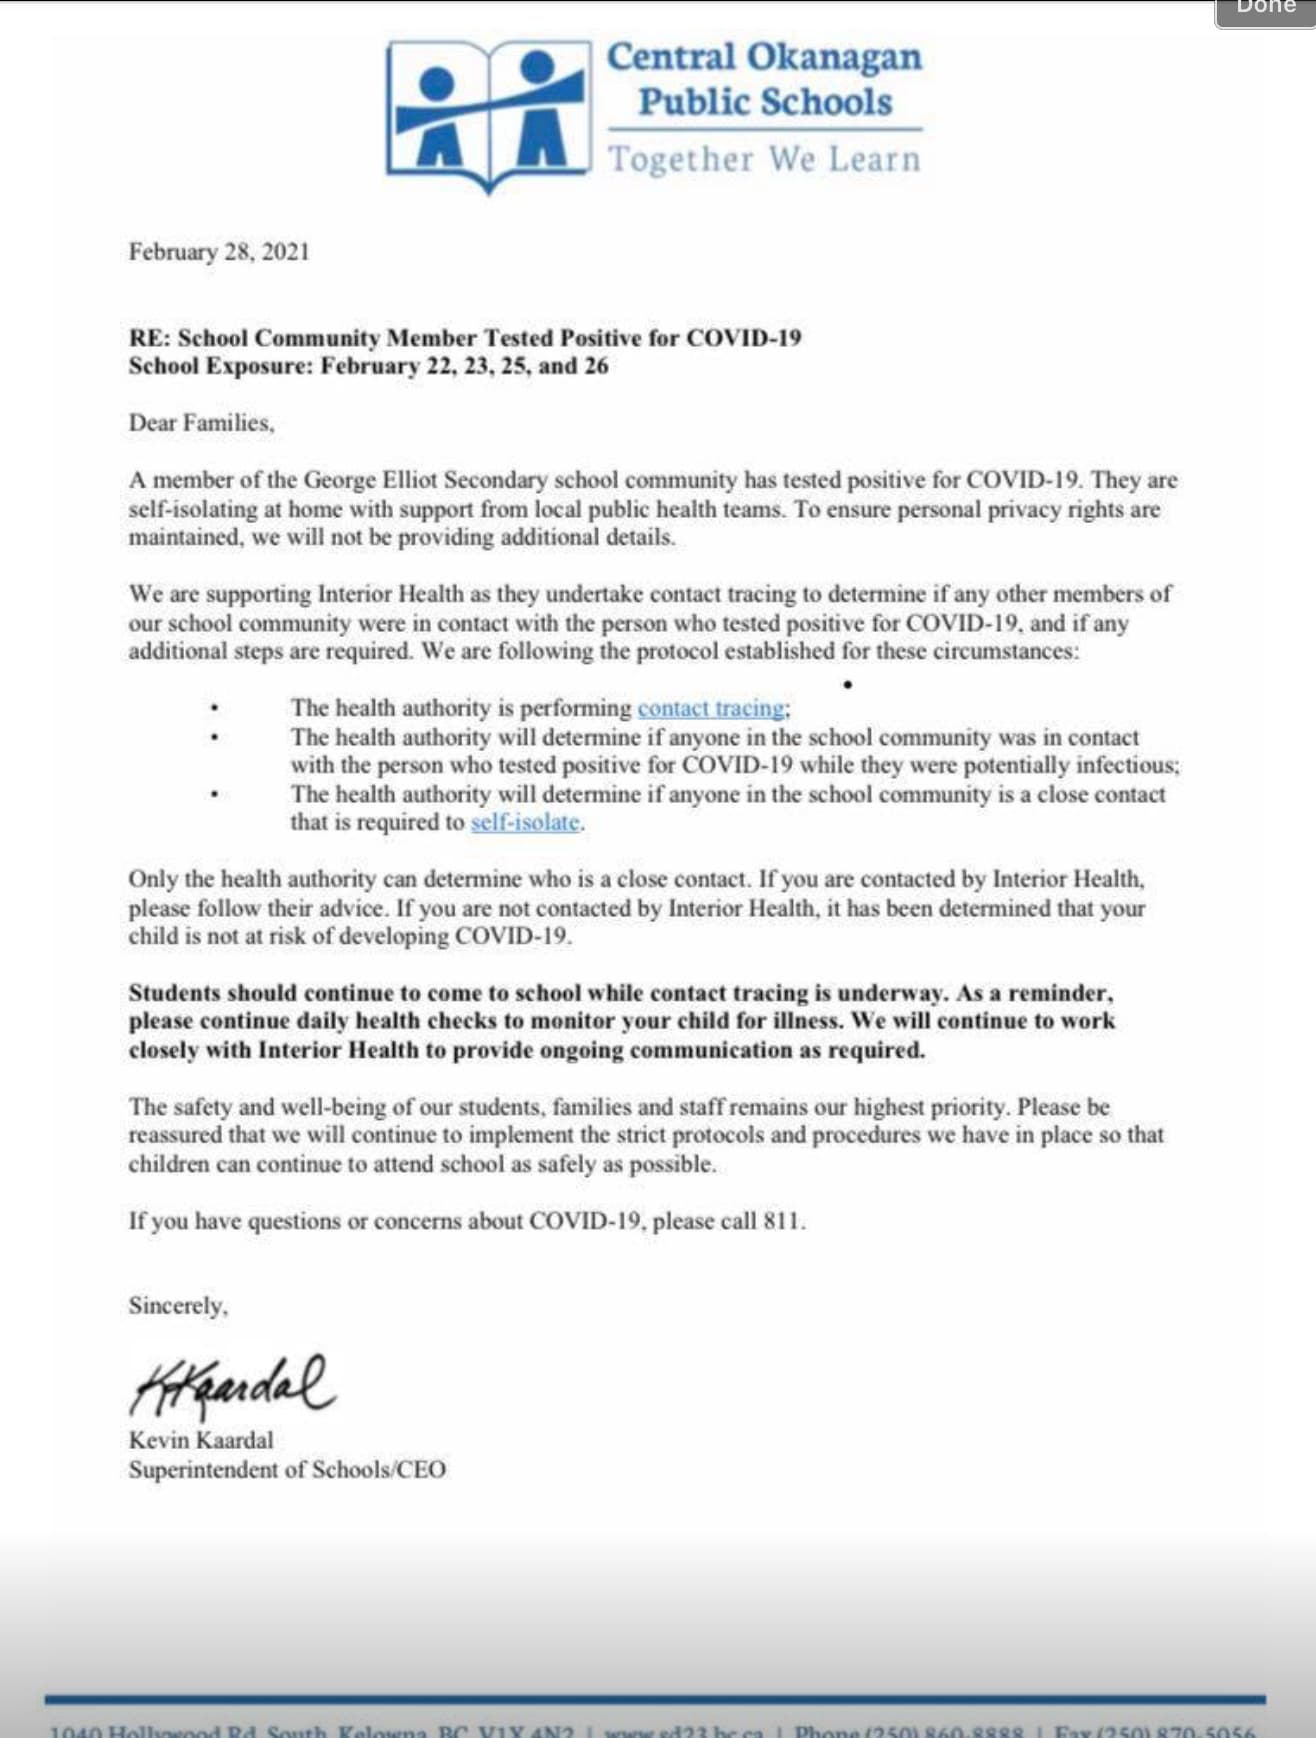 Done
Central Okanagan
Public Schools
Together We Learn
February 28, 2021
RE: School Community Member Tested Positive for COVID-19
School Exposure: February 22, 23, 25, and 26
Dear Families,
A member of the George Elliot Secondary school community has tested positive for COVID-19. They are
self-isolating at home with support from local public health teams. To ensure personal privacy rights are
maintained, we will not be providing additional details.
We are supporting Interior Health as they undertake contact tracing to determine if any other members of
our school community were in contact with the person who tested positive for COVID-19, and if any
additional steps are required. We are following the protocol established for these circumstances:
•
• The health authority is performing contact tracing;
• The health authority will determine if anyone in the school community was in contact
with the person who tested positive for COVID-19 while they were potentially infectious;
• The health authority will determine if anyone in the school community is a close contact
that is required to self-isolate.
Only the health authority can determine who is a close contact. If you are contacted by Interior Health,
please follow their advice. If you are not contacted by Interior Health, it has been determined that your
child is not at risk of developing COVID-19.
Students should continue to come to school while contact tracing is underway. As a reminder,
please continue daily health checks to monitor your child for illness. We will continue to work
closely with Interior Health to provide ongoing communication as required.
The safety and well-being of our students, families and staff remains our highest priority. Please be
reassured that we will continue to implement the strict protocols and procedures we have in place so that
children can continue to attend school as safely as possible.
If you have questions or concerns about COVID-19, please call 811.
Sincerely,
KKaardal
Kevin Kaardal
Superintendent of Schools/CEO
1040 Hollywood Rd. South, Kelowna, BC V1X 4N2 | www.sd23.bc.ca | Phone (250) 860-8888 | Fax (250) 870-5056